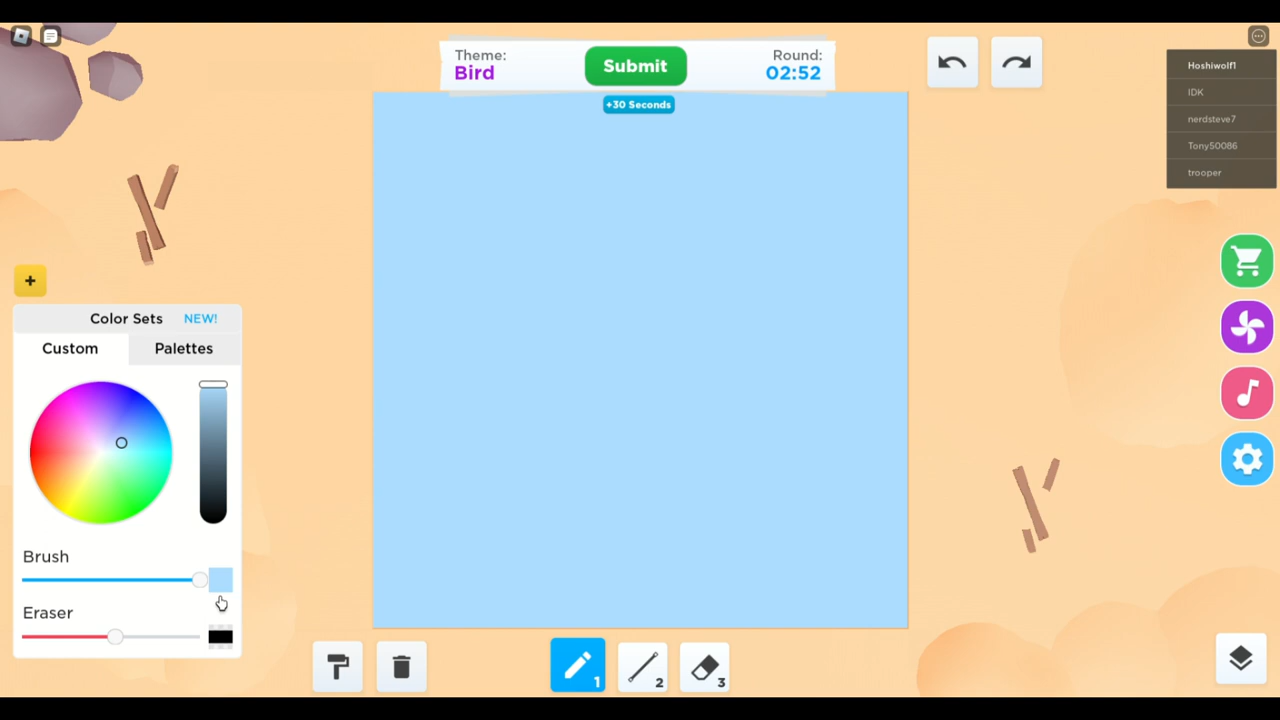 Theme:
Bird
Submit
Round:
02:52
+30 Seconds
Hoshiwolf1
IDK
nerdsteve7
Tony50086
trooper
+
Color Sets NEW!
Custom Palettes
Brush
Eraser
1 2 3